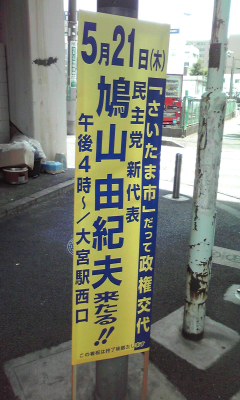 5月21日(木)
「さいたま市」だって政権交代
民主党 新代表
鳩山由紀夫来たる!!
午後4時〜/大宮駅西口